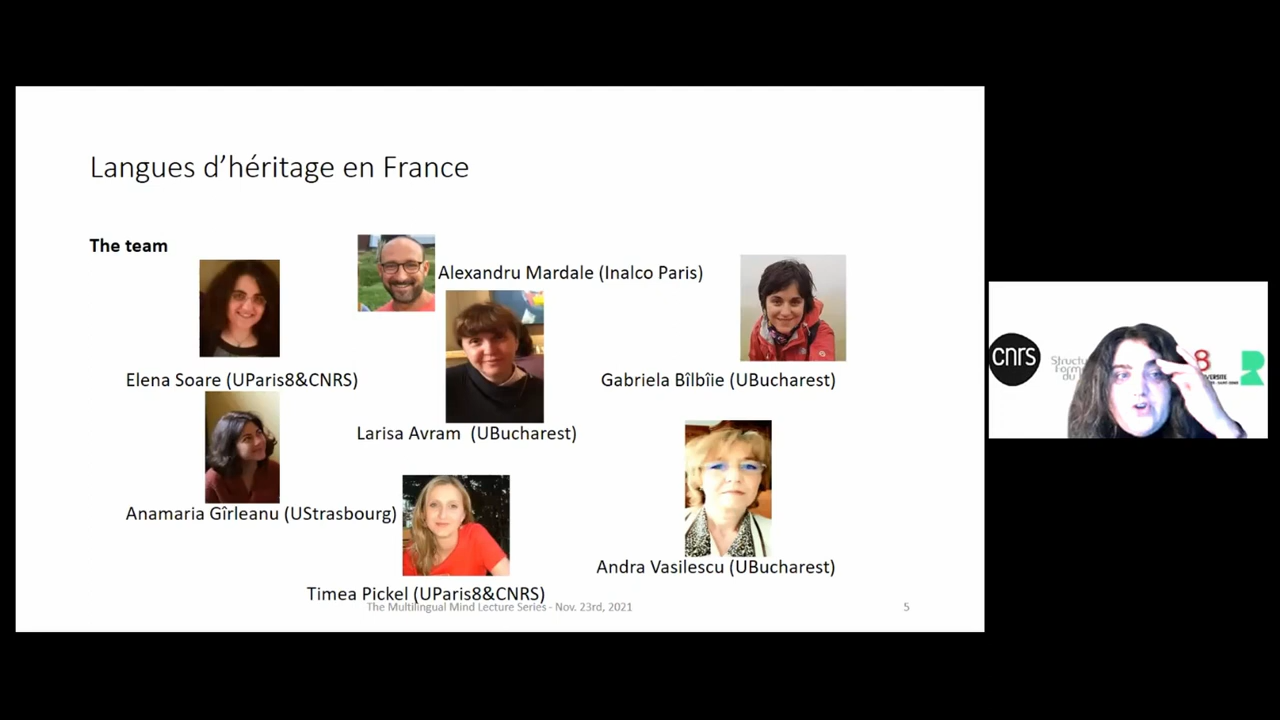 Langues d’héritage en France
The team
Alexandru Mardale (Inalco Paris)
Elena Soare (UParis8&CNRS)
Gabriela Bîlbîie (UBucharest)
Larisa Avram (UBucharest)
Anamaria Gîrleanu (UStrasbourg)
Andra Vasilescu (UBucharest)
Timea Pickel (UParis8&CNRS)
The Multilingual Mind Lecture Series - Nov. 23rd, 2021
5
cnrs
8